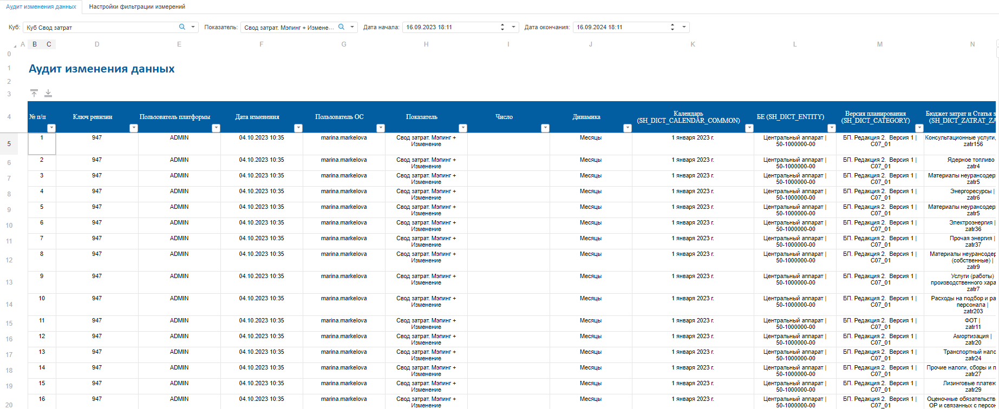 Аудит изменения данных Настройки фильтрации измерений
Куб: Куб Свод затрат Показатель: Свод затрат. Мэпинг + Измене... Дата начала: 16.09.2023 18:11 Дата окончания: 16.09.2024 18:11
A B C D E F G H I J K L M N
0
1 Аудит изменения данных
2
3
4 № п/п Ключ ревизии Пользователь платформы Дата изменения Пользователь ОС Показатель Число Динамика Календарь (SH_DICT_CALENDAR_COMMON) БЕ (SH_DICT_ENTITY) Версия планирования (SH_DICT_CATEGORY) Бюджет затрат и Статья з (SH_DICT_ZATRAT_ZA
5 1 947 ADMIN 04.10.2023 10:35 marina.markelova Свод затрат. Мэпинг + Изменение Месяцы 1 января 2023 г. Центральный аппарат | 50-1000000-00 БП. Редакция 2. Версия 1 | C07_01 Консультационные услуги, zatr156
6 2 947 ADMIN 04.10.2023 10:35 marina.markelova Свод затрат. Мэпинг + Изменение Месяцы 1 января 2023 г. Центральный аппарат | 50-1000000-00 БП. Редакция 2. Версия 1 | C07_01 Ядерное топливо zatr4
7 3 947 ADMIN 04.10.2023 10:35 marina.markelova Свод затрат. Мэпинг + Изменение Месяцы 1 января 2023 г. Центральный аппарат | 50-1000000-00 БП. Редакция 2. Версия 1 | C07_01 Материалы неурансодер zatr5
8 4 947 ADMIN 04.10.2023 10:35 marina.markelova Свод затрат. Мэпинг + Изменение Месяцы 1 января 2023 г. Центральный аппарат | 50-1000000-00 БП. Редакция 2. Версия 1 | C07_01 Энергоресурсы | zatr6
9 5 947 ADMIN 04.10.2023 10:35 marina.markelova Свод затрат. Мэпинг + Изменение Месяцы 1 января 2023 г. Центральный аппарат | 50-1000000-00 БП. Редакция 2. Версия 1 | C07_01 Материалы неурансодер zatr5
10 6 947 ADMIN 04.10.2023 10:35 marina.markelova Свод затрат. Мэпинг + Изменение Месяцы 1 января 2023 г. Центральный аппарат | 50-1000000-00 БП. Редакция 2. Версия 1 | C07_01 Электроэнергия | zatr36
11 7 947 ADMIN 04.10.2023 10:35 marina.markelova Свод затрат. Мэпинг + Изменение Месяцы 1 января 2023 г. Центральный аппарат | 50-1000000-00 БП. Редакция 2. Версия 1 | C07_01 Прочая энергия | zatr37
12 8 947 ADMIN 04.10.2023 10:35 marina.markelova Свод затрат. Мэпинг + Изменение Месяцы 1 января 2023 г. Центральный аппарат | 50-1000000-00 БП. Редакция 2. Версия 1 | C07_01 Материалы неурансодер (собственные) | zatr9
13 9 947 ADMIN 04.10.2023 10:35 marina.markelova Свод затрат. Мэпинг + Изменение Месяцы 1 января 2023 г. Центральный аппарат | 50-1000000-00 БП. Редакция 2. Версия 1 | C07_01 Услуги (работы) производственного хара zatr7
14 10 947 ADMIN 04.10.2023 10:35 marina.markelova Свод затрат. Мэпинг + Изменение Месяцы 1 января 2023 г. Центральный аппарат | 50-1000000-00 БП. Редакция 2. Версия 1 | C07_01 Расходы на подбор и ра персонала | zatr203
15 11 947 ADMIN 04.10.2023 10:35 marina.markelova Свод затрат. Мэпинг + Изменение Месяцы 1 января 2023 г. Центральный аппарат | 50-1000000-00 БП. Редакция 2. Версия 1 | C07_01 ФОТ | zatr11
16 12 947 ADMIN 04.10.2023 10:35 marina.markelova Свод затрат. Мэпинг + Изменение Месяцы 1 января 2023 г. Центральный аппарат | 50-1000000-00 БП. Редакция 2. Версия 1 | C07_01 Амортизация | zatr20
17 13 947 ADMIN 04.10.2023 10:35 marina.markelova Свод затрат. Мэпинг + Изменение Месяцы 1 января 2023 г. Центральный аппарат | 50-1000000-00 БП. Редакция 2. Версия 1 | C07_01 Транспортный нало zatr24
18 14 947 ADMIN 04.10.2023 10:35 marina.markelova Свод затрат. Мэпинг + Изменение Месяцы 1 января 2023 г. Центральный аппарат | 50-1000000-00 БП. Редакция 2. Версия 1 | C07_01 Прочие налоги, сборы и п zatr27
19 15 947 ADMIN 04.10.2023 10:35 marina.markelova Свод затрат. Мэпинг + Изменение Месяцы 1 января 2023 г. Центральный аппарат | 50-1000000-00 БП. Редакция 2. Версия 1 | C07_01 Лизинговые платеж zatr29
20 16 947 ADMIN 04.10.2023 10:35 marina.markelova Свод затрат. Мэпинг + Изменение Месяцы 1 января 2023 г. Центральный аппарат | 50-1000000-00 БП. Редакция 2. Версия 1 | C07_01 Оценочные обязательств ОР и связанных с персон